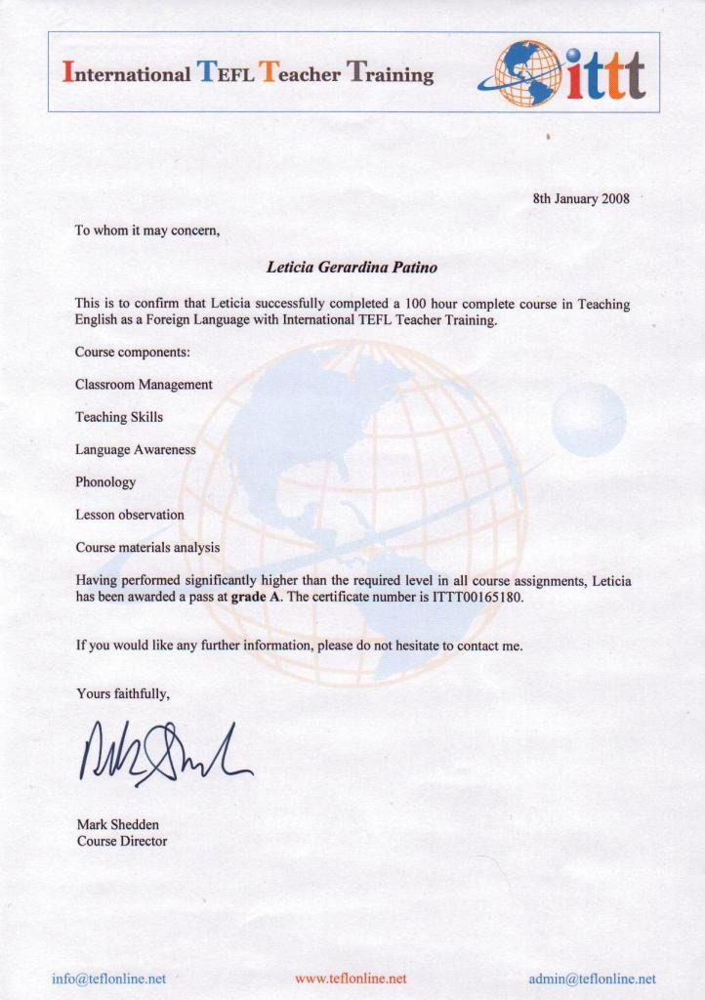 International TEFL Teacher Training
ittt
8th January 2008
To whom it may concern,
Leticia Gerardina Patino
This is to confirm that Leticia successfully completed a 100 hour complete course in Teaching
English as a Foreign Language with International TEFL Teacher Training.
Course components:
Classroom Management
Teaching Skills
Language Awareness
Phonology
Lesson observation
Course materials analysis
Having performed significantly higher than the required level in all course assignments, Leticia
has been awarded a pass at grade A. The certificate number is ITTT00165180.
If you would like any further information, please do not hesitate to contact me.
Yours faithfully,
Mark Shedden
Course Director
info@teflonline.net
www.teflonline.net
admin@teflonline.net